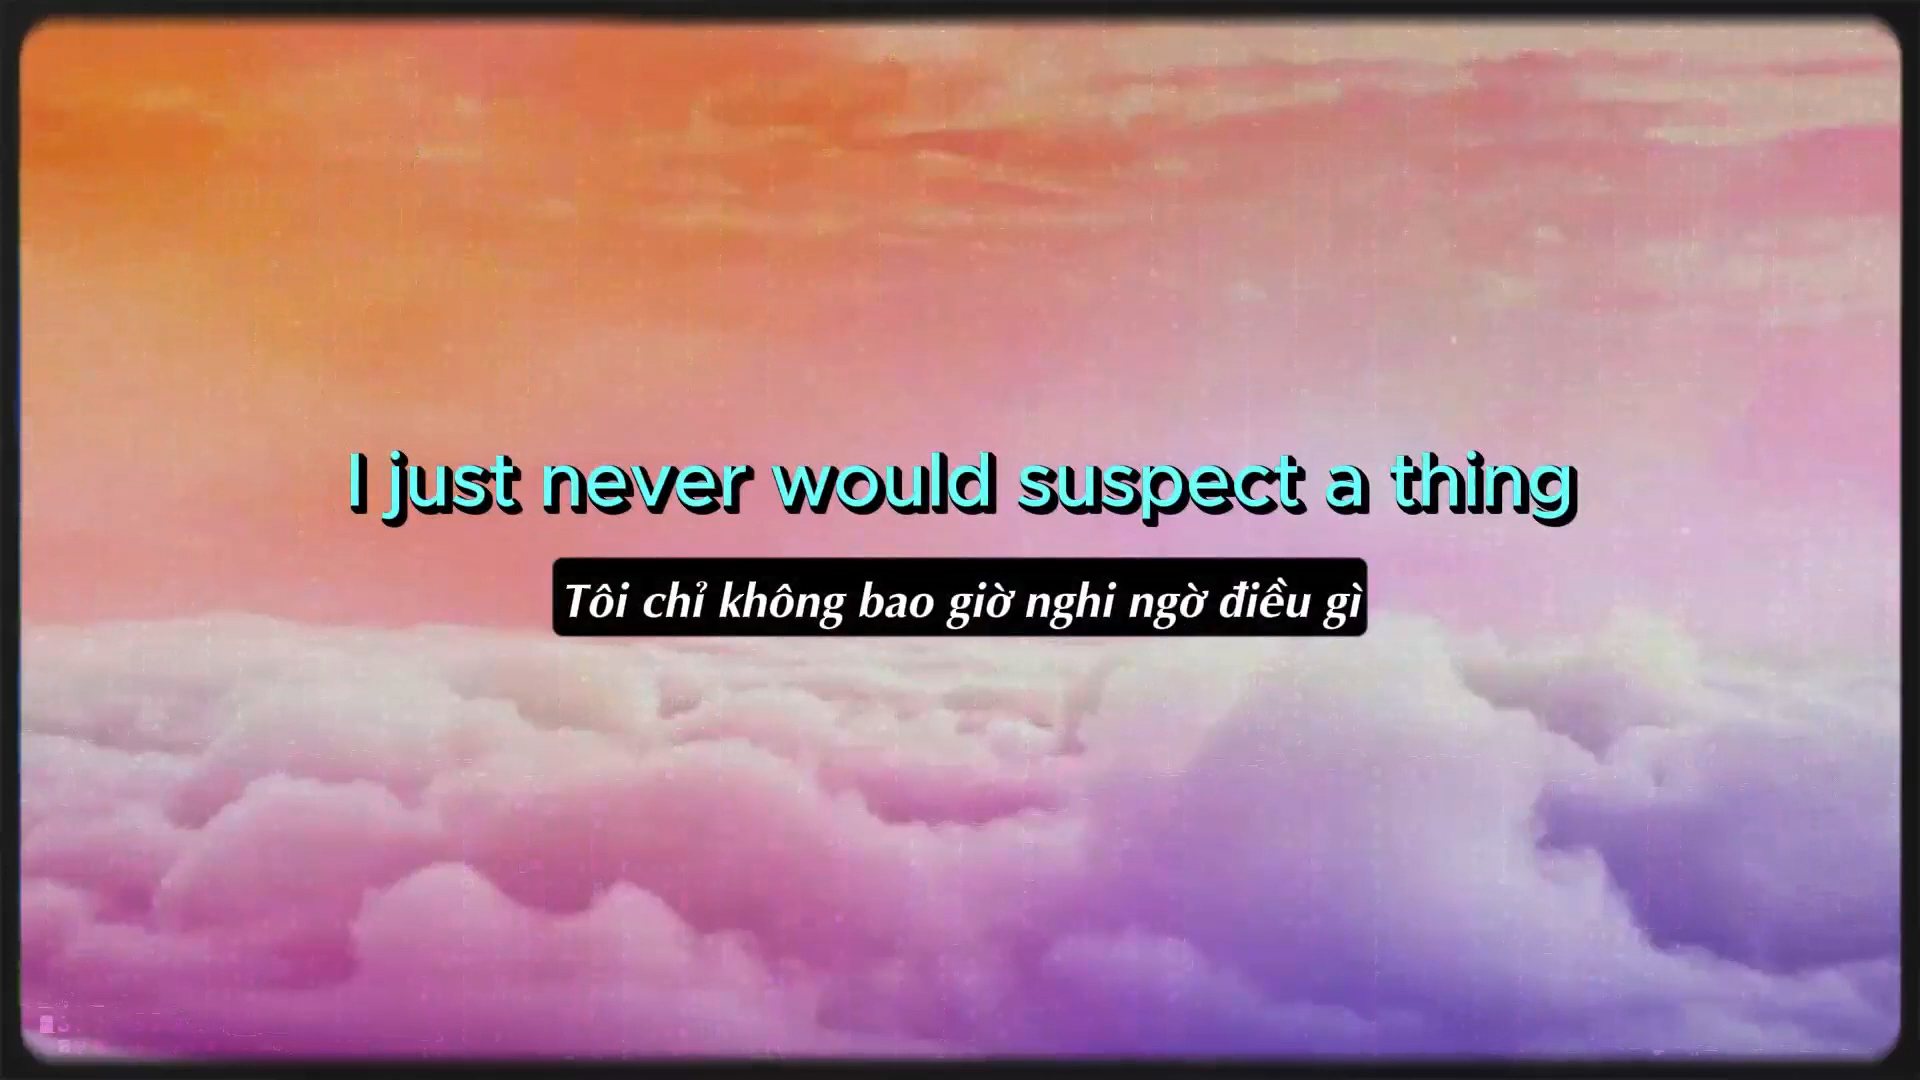 I just never would suspect a thing
Tôi chỉ không bao giờ nghi ngờ điều gì